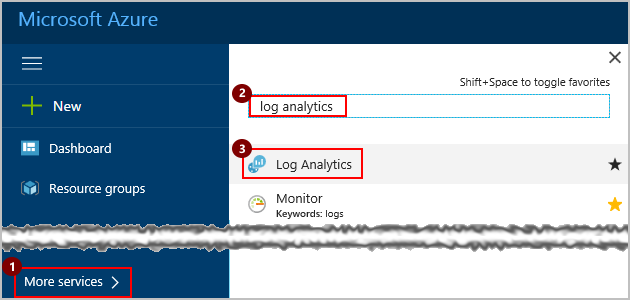 Microsoft Azure
New
Dashboard
Resource groups
1
More services
Shift+Space to toggle favorites
2
log analytics
3
Log Analytics
Monitor
Keywords: logs